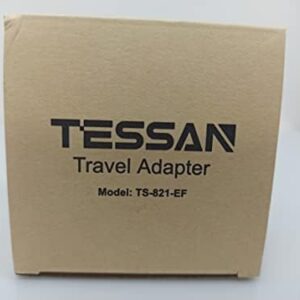 TESSAN
Travel Adapter
Model: TS-821-EF